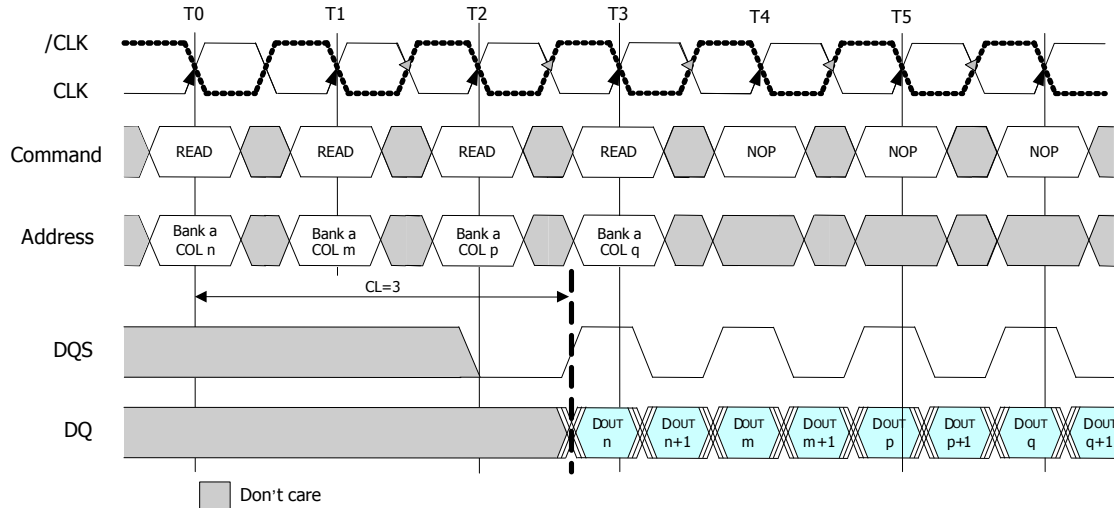 T0 T1 T2 T3 T4 T5
/CLK
CLK
Command READ READ READ READ NOP NOP NOP
Address Bank a COL n Bank a COL m Bank a COL p Bank a COL q
CL=3
DQS
DQ DOUT n DOUT n+1 DOUT m DOUT m+1 DOUT p DOUT p+1 DOUT q DOUT q+1
Don't care